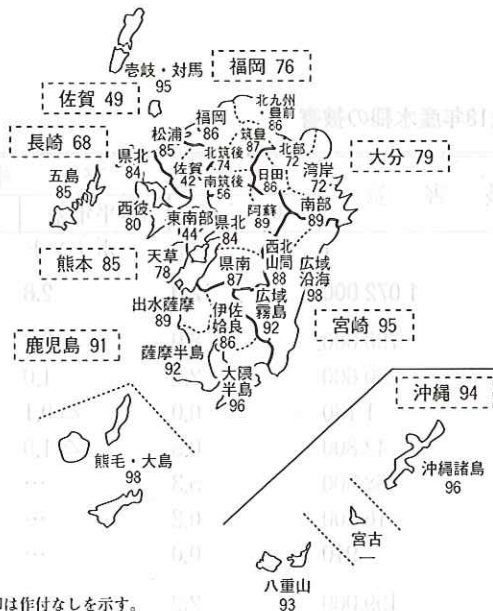 壱岐・対馬
95
福岡 76
佐賀 49
北九州
豊前
86
福岡
86
長崎 68
松浦
85
筑豊
87
北部
72
大分 79
県北
84
佐賀
42
北筑後
74
日田
86
湾岸
72
五島
85
南筑後
56
西彼
80
東南部
44
県北
84
阿蘇
89
南部
89
熊本 85
天草
78
県南
87
西北
山間
88
広域
沿海
98
出水薩摩
89
伊佐
姶良
86
広域
霧島
92
宮崎 95
鹿児島 91
薩摩半島
92
大隅
半島
96
沖縄 94
熊毛・大島
98
沖縄諸島
96
宮古
―
八重山
93
は作付なしを示す。